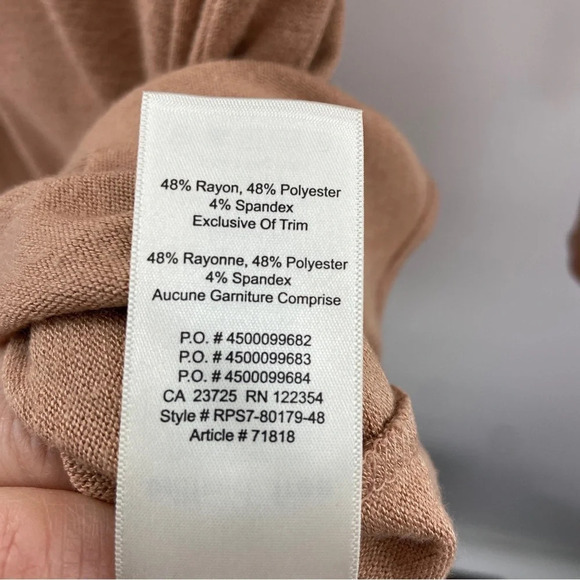 48% Rayon, 48% Polyester
4% Spandex
Exclusive Of Trim
48% Rayonne, 48% Polyester
4% Spandex
Aucune Garniture Comprise
P.O. # 4500099682
P.O. # 4500099683
P.O. # 4500099684
CA 23725 RN 122354
Style # RPS7-80179-48
Article # 71818